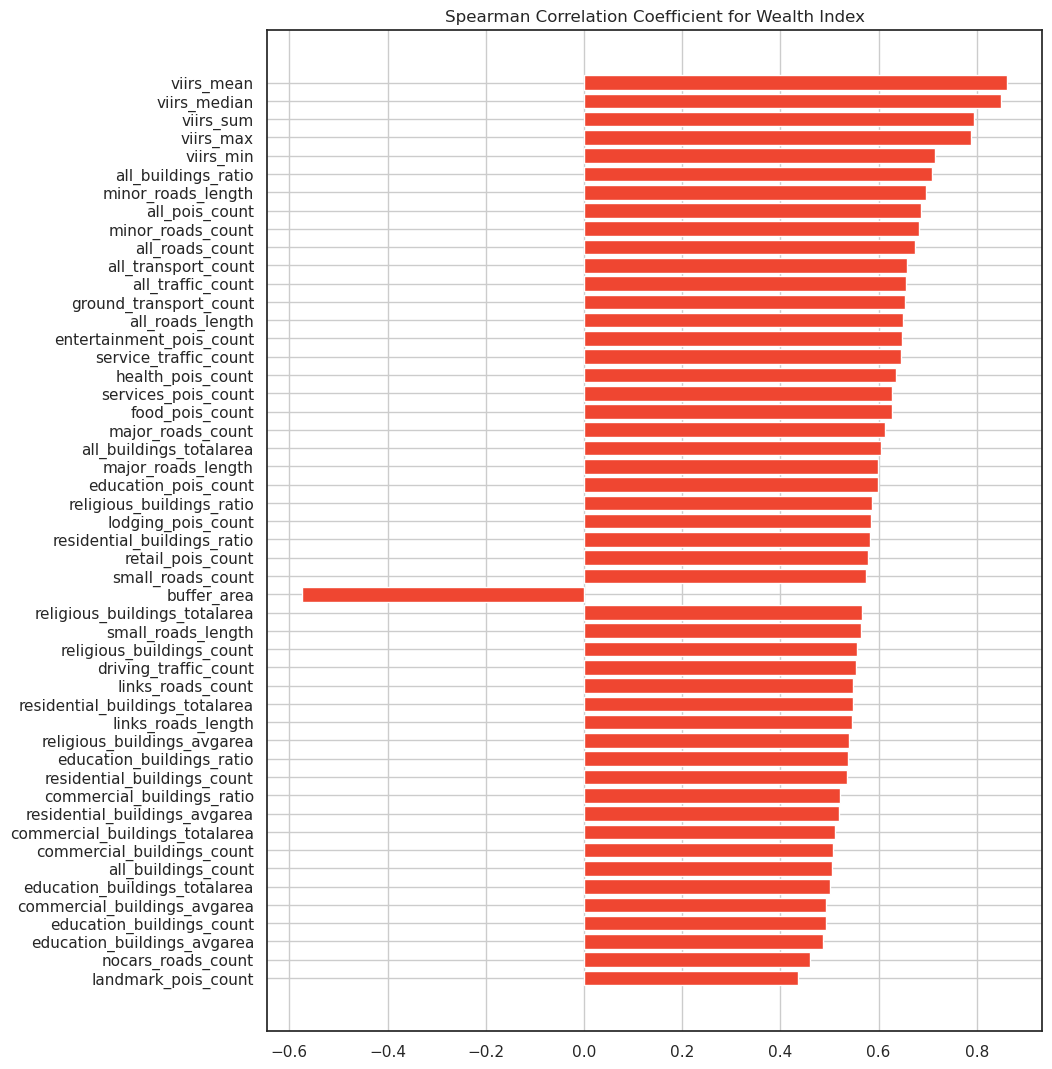 Spearman Correlation Coefficient for Wealth Index
viirs_mean
viirs_median
viirs_sum
viirs_max
viirs_min
all_buildings_ratio
minor_roads_length
all_pois_count
minor_roads_count
all_roads_count
all_transport_count
all_traffic_count
ground_transport_count
all_roads_length
entertainment_pois_count
service_traffic_count
health_pois_count
services_pois_count
food_pois_count
major_roads_count
all_buildings_totalarea
major_roads_length
education_pois_count
religious_buildings_ratio
lodging_pois_count
residential_buildings_ratio
retail_pois_count
small_roads_count
buffer_area
religious_buildings_totalarea
small_roads_length
religious_buildings_count
driving_traffic_count
links_roads_count
residential_buildings_totalarea
links_roads_length
religious_buildings_avgarea
education_buildings_ratio
residential_buildings_count
commercial_buildings_ratio
residential_buildings_avgarea
commercial_buildings_totalarea
commercial_buildings_count
all_buildings_count
education_buildings_totalarea
commercial_buildings_avgarea
education_buildings_count
education_buildings_avgarea
nocars_roads_count
landmark_pois_count
−0.6 −0.4 −0.2 0.0 0.2 0.4 0.6 0.8